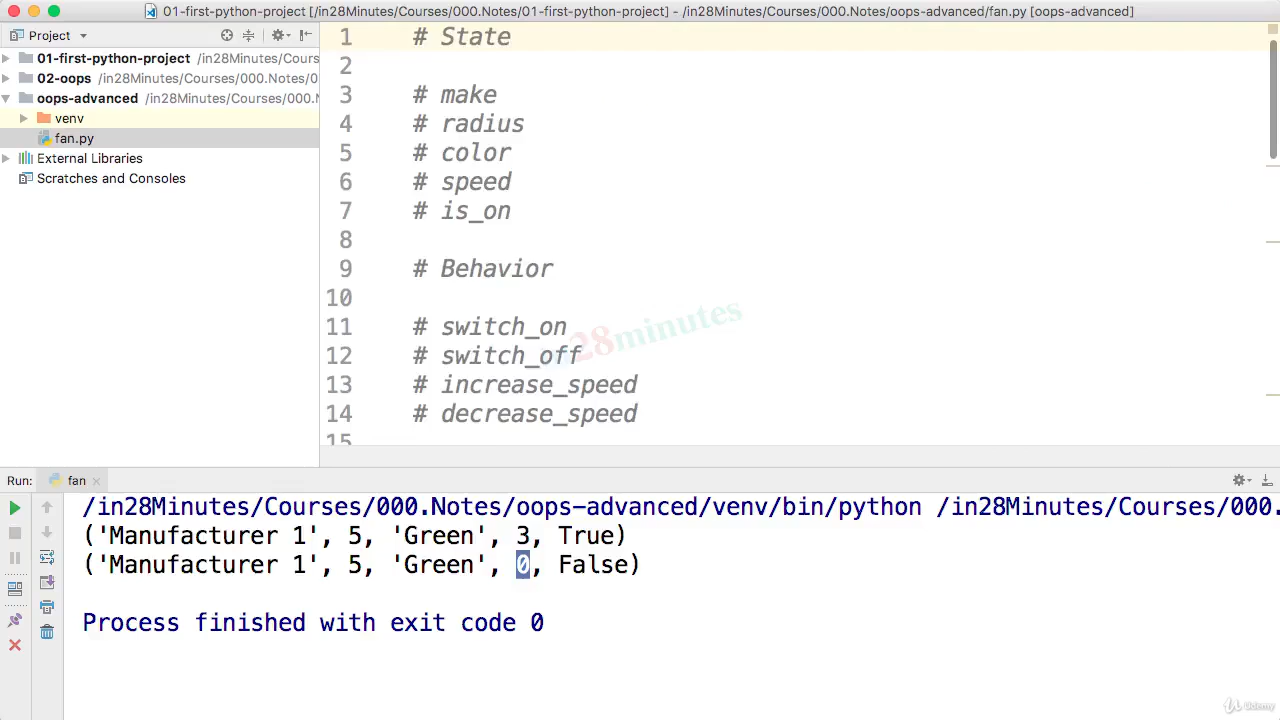 01-first-python-project [/in28Minutes/Courses/000.Notes/01-first-python-project] - /in28Minutes/Courses/000.Notes/oops-advanced/fan.py [oops-advanced]
Project
01-first-python-project /in28Minutes/Cours
02-oops /in28Minutes/Courses/000.Notes/0
oops-advanced /in28Minutes/Courses/000.N
venv
fan.py
External Libraries
Scratches and Consoles
1 # State
2
3 # make
4 # radius
5 # color
6 # speed
7 # is_on
8
9 # Behavior
10
11 # switch_on
12 # switch_off
13 # increase_speed
14 # decrease_speed
15
in28minutes
Run: fan
/in28Minutes/Courses/000.Notes/oops-advanced/venv/bin/python /in28Minutes/Courses/000.
('Manufacturer 1', 5, 'Green', 3, True)
('Manufacturer 1', 5, 'Green', 0, False)
Process finished with exit code 0
Udemy